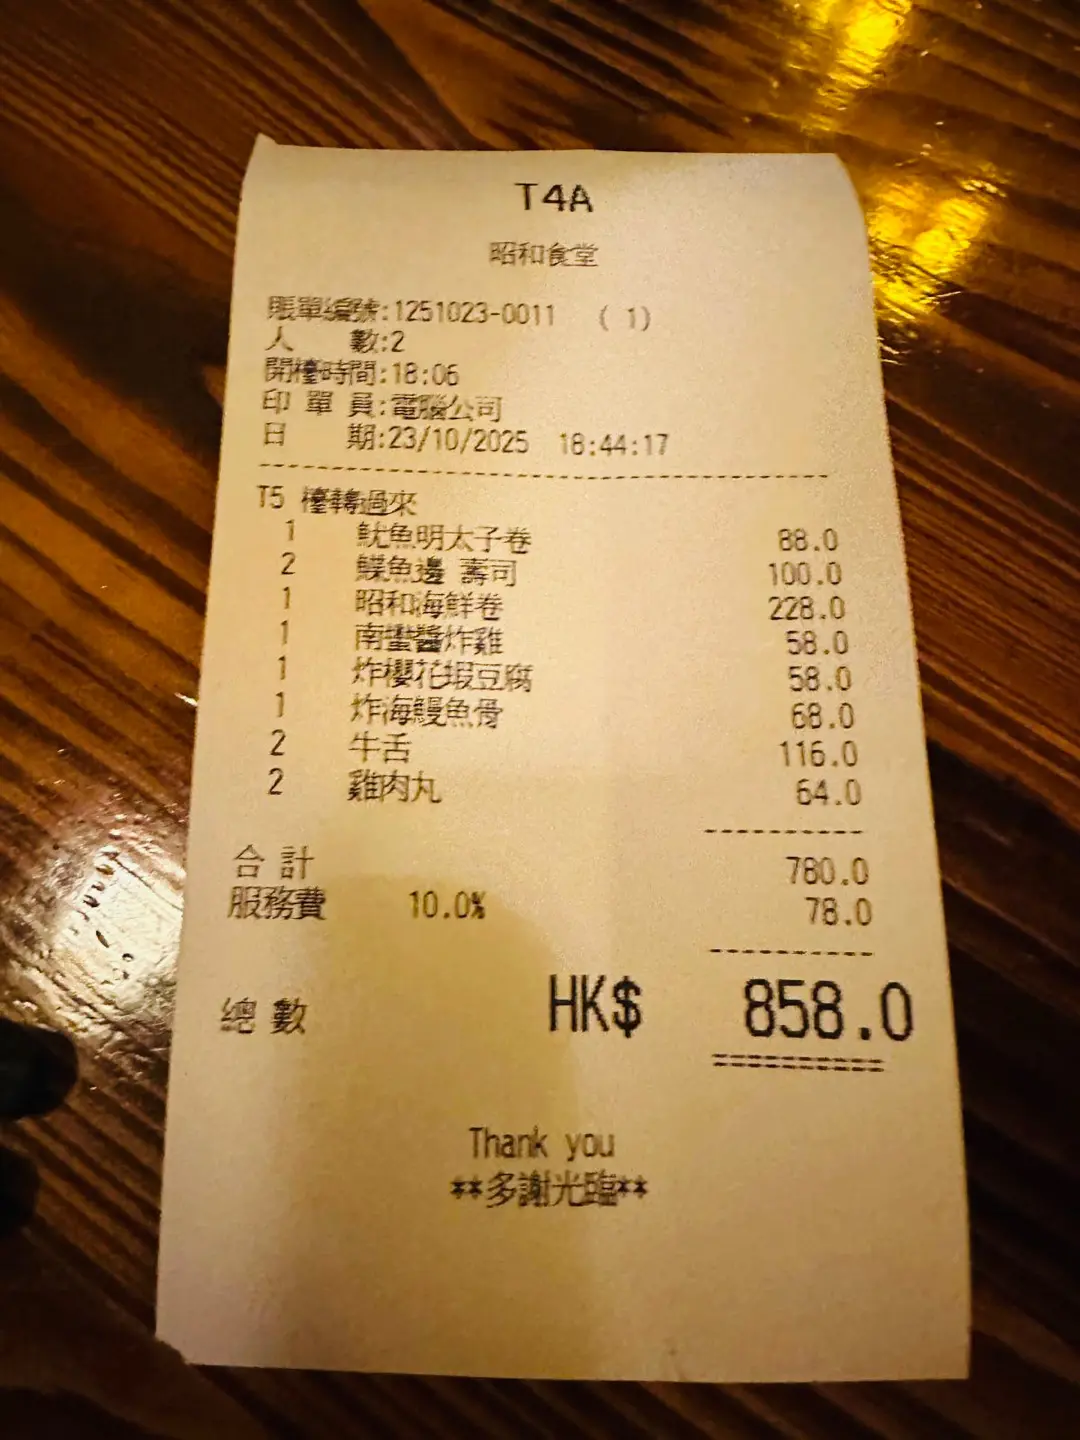 T4A
昭和食堂
賬單編號:1251023-0011 ( 1)
人 數:2
開檯時間:18:06
印 單 員:電腦公司
日 期:23/10/2025 18:44:17
T5 檯轉過來
1 魷魚明太子卷 88.0
2 鰈魚邊 壽司 100.0
1 昭和海鮮卷 228.0
1 南蠻醬炸雞 58.0
1 炸櫻花蝦豆腐 58.0
1 炸海鰻魚骨 68.0
2 牛舌 116.0
2 雞肉丸 64.0
合 計 780.0
服務費 10.0% 78.0
總 數 HK$ 858.0
Thank you
**多謝光臨**